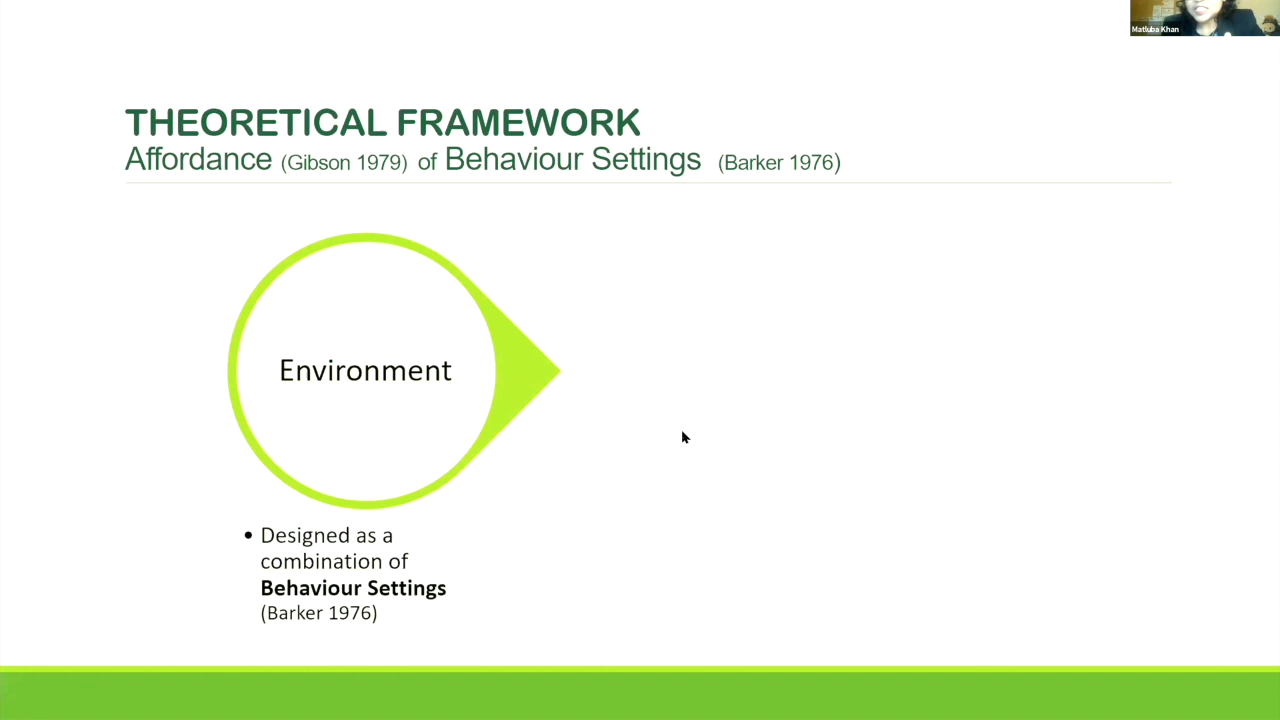 Matluba Khan
THEORETICAL FRAMEWORK
Affordance (Gibson 1979) of Behaviour Settings (Barker 1976)
Environment
• Designed as a
combination of
Behaviour Settings
(Barker 1976)